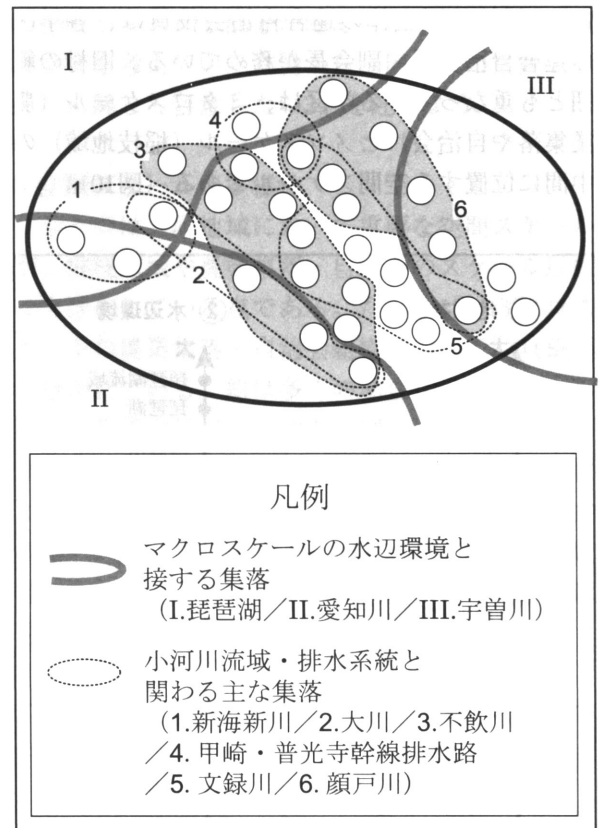 I
III
4
3
1
6
2
5
II
凡例
マクロスケールの水辺環境と
接する集落
（I.琵琶湖／II.愛知川／III.宇曽川）
小河川流域・排水系統と
関わる主な集落
（1.新海新川／2.大川／3.不飲川
／4. 甲崎・普光寺幹線排水路
／5. 文録川／6. 顔戸川）